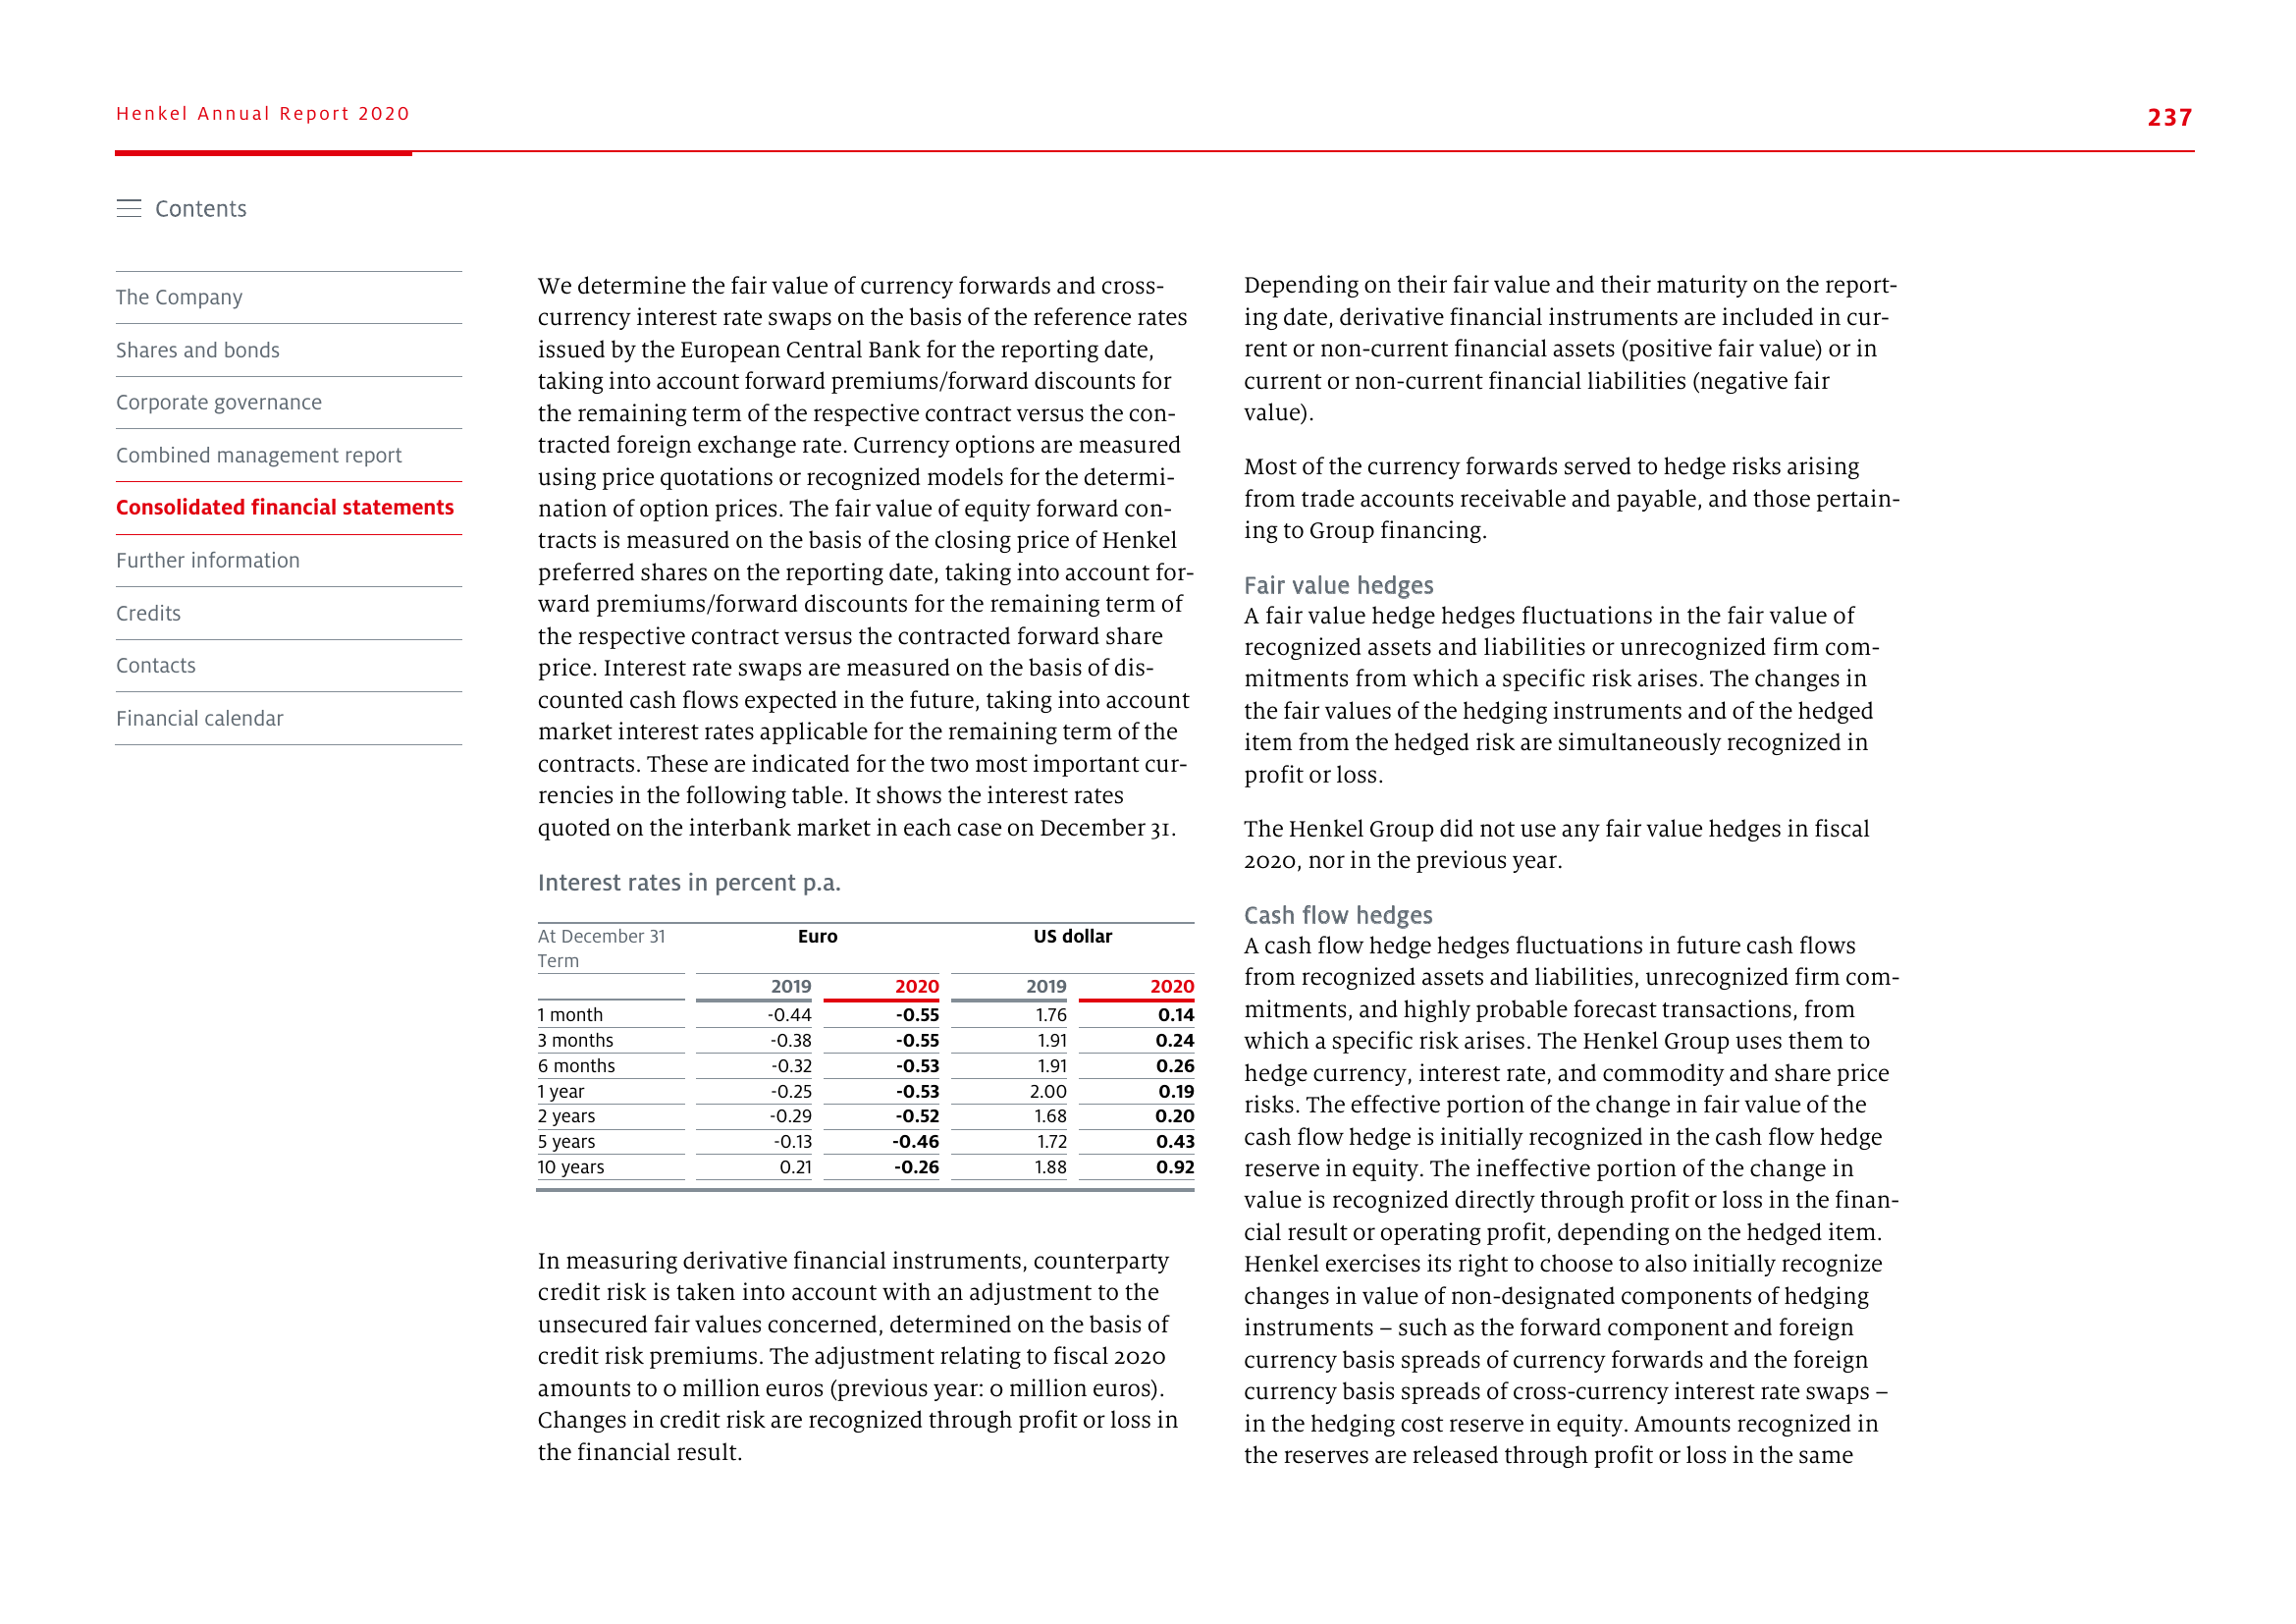 Henkel Annual Report 2020
237
Contents
The Company
Shares and bonds
Corporate governance
Combined management report
Consolidated financial statements
Further information
Credits
Contacts
Financial calendar
We determine the fair value of currency forwards and cross-
currency interest rate swaps on the basis of the reference rates
issued by the European Central Bank for the reporting date,
taking into account forward premiums/forward discounts for
the remaining term of the respective contract versus the con-
tracted foreign exchange rate. Currency options are measured
using price quotations or recognized models for the determi-
nation of option prices. The fair value of equity forward con-
tracts is measured on the basis of the closing price of Henkel
preferred shares on the reporting date, taking into account for-
ward premiums/forward discounts for the remaining term of
the respective contract versus the contracted forward share
price. Interest rate swaps are measured on the basis of dis-
counted cash flows expected in the future, taking into account
market interest rates applicable for the remaining term of the
contracts. These are indicated for the two most important cur-
rencies in the following table. It shows the interest rates
quoted on the interbank market in each case on December 31.
Interest rates in percent p.a.
At December 31 Euro US dollar
Term
2019 2020 2019 2020
1 month -0.44 -0.55 1.76 0.14
3 months -0.38 -0.55 1.91 0.24
6 months -0.32 -0.53 1.91 0.26
1 year -0.25 -0.53 2.00 0.19
2 years -0.29 -0.52 1.68 0.20
5 years -0.13 -0.46 1.72 0.43
10 years 0.21 -0.26 1.88 0.92
In measuring derivative financial instruments, counterparty
credit risk is taken into account with an adjustment to the
unsecured fair values concerned, determined on the basis of
credit risk premiums. The adjustment relating to fiscal 2020
amounts to 0 million euros (previous year: 0 million euros).
Changes in credit risk are recognized through profit or loss in
the financial result.
Depending on their fair value and their maturity on the report-
ing date, derivative financial instruments are included in cur-
rent or non-current financial assets (positive fair value) or in
current or non-current financial liabilities (negative fair
value).
Most of the currency forwards served to hedge risks arising
from trade accounts receivable and payable, and those pertain-
ing to Group financing.
Fair value hedges
A fair value hedge hedges fluctuations in the fair value of
recognized assets and liabilities or unrecognized firm com-
mitments from which a specific risk arises. The changes in
the fair values of the hedging instruments and of the hedged
item from the hedged risk are simultaneously recognized in
profit or loss.
The Henkel Group did not use any fair value hedges in fiscal
2020, nor in the previous year.
Cash flow hedges
A cash flow hedge hedges fluctuations in future cash flows
from recognized assets and liabilities, unrecognized firm com-
mitments, and highly probable forecast transactions, from
which a specific risk arises. The Henkel Group uses them to
hedge currency, interest rate, and commodity and share price
risks. The effective portion of the change in fair value of the
cash flow hedge is initially recognized in the cash flow hedge
reserve in equity. The ineffective portion of the change in
value is recognized directly through profit or loss in the finan-
cial result or operating profit, depending on the hedged item.
Henkel exercises its right to choose to also initially recognize
changes in value of non-designated components of hedging
instruments – such as the forward component and foreign
currency basis spreads of currency forwards and the foreign
currency basis spreads of cross-currency interest rate swaps –
in the hedging cost reserve in equity. Amounts recognized in
the reserves are released through profit or loss in the same